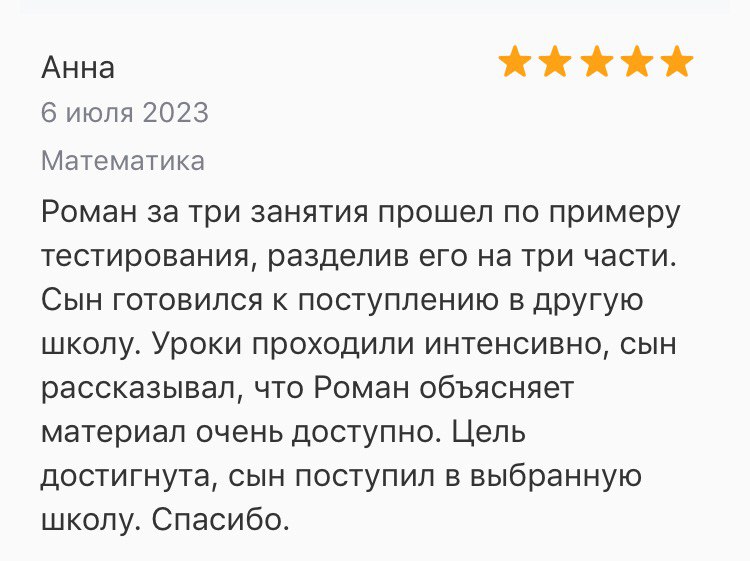 Анна
6 июля 2023
Математика
Роман за три занятия прошел по примеру
тестирования, разделив его на три части.
Сын готовился к поступлению в другую
школу. Уроки проходили интенсивно, сын
рассказывал, что Роман объясняет
материал очень доступно. Цель
достигнута, сын поступил в выбранную
школу. Спасибо.